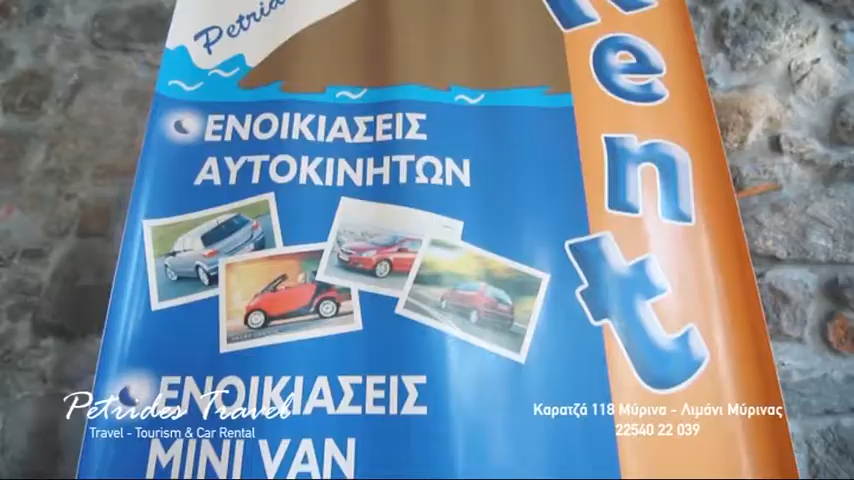 Petrid
Rent
ΕΝΟΙΚΙΑΣΕΙΣ
ΑΥΤΟΚΙΝΗΤΩΝ
ΕΝΟΙΚΙΑΣΕΙΣ
MINI VAN
Petrides Travel
Travel - Tourism & Car Rental
Καρατζά 118 Μύρινα - Λιμάνι Μύρινας
22540 22 039